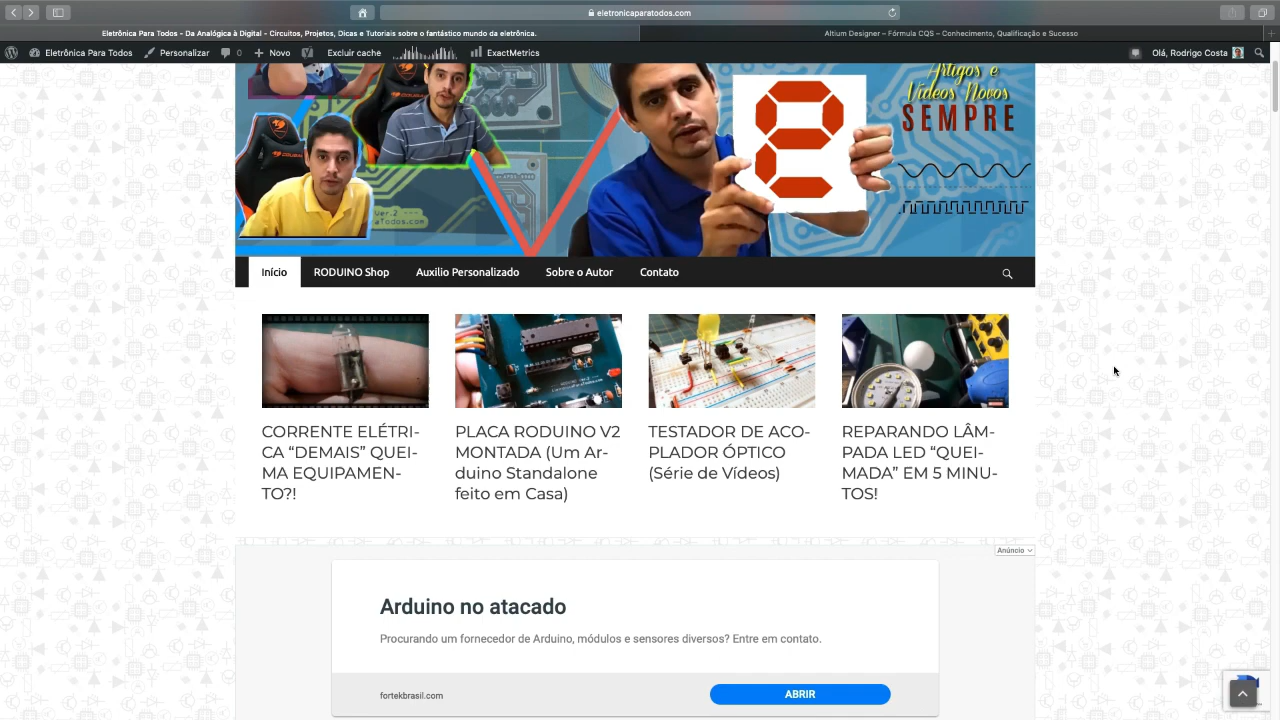 eletronicaparatodos.com
Eletrônica Para Todos - Da Analógica à Digital - Circuitos, Projetos, Dicas e Tutoriais sobre o fantástico mundo da eletrônica.
Altium Designer – Fórmula CQS – Conhecimento, Qualificação e Sucesso
Eletrônica Para Todos
Personalizar
0
Novo
Excluir cache
ExactMetrics
Olá, Rodrigo Costa
Artigos e
Vídeos Novos
SEMPRE
COUGAR
Ver.2
Início
RODUINO Shop
Auxilio Personalizado
Sobre o Autor
Contato
CORRENTE ELÉTRI-
CA “DEMAIS” QUEI-
MA EQUIPAMEN-
TO?!
PLACA RODUINO V2
MONTADA (Um Ar-
duino Standalone
feito em Casa)
TESTADOR DE ACO-
PLADOR ÓPTICO
(Série de Vídeos)
REPARANDO LÂM-
PADA LED “QUEI-
MADA” EM 5 MINU-
TOS!
Anúncio
Arduino no atacado
Procurando um fornecedor de Arduino, módulos e sensores diversos? Entre em contato.
fortekbrasil.com
ABRIR